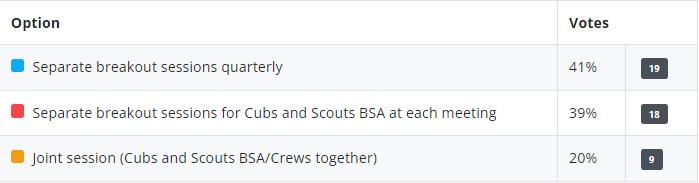 Option Votes
Separate breakout sessions quarterly 41% 19
Separate breakout sessions for Cubs and Scouts BSA at each meeting 39% 18
Joint session (Cubs and Scouts BSA/Crews together) 20% 9